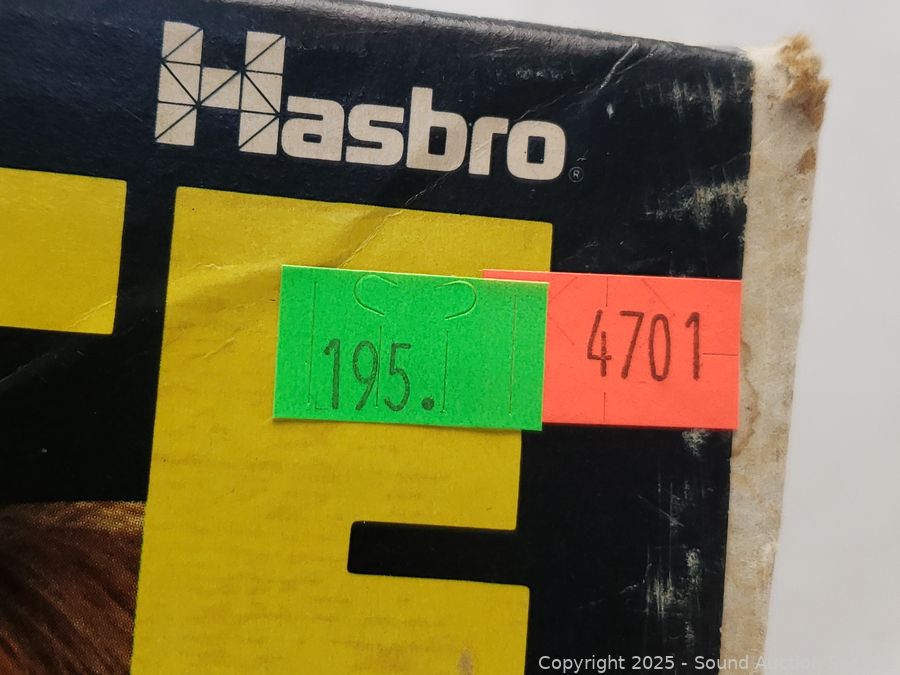 Hasbro®
195.
4701
Copyright 2025 - Sound Auction